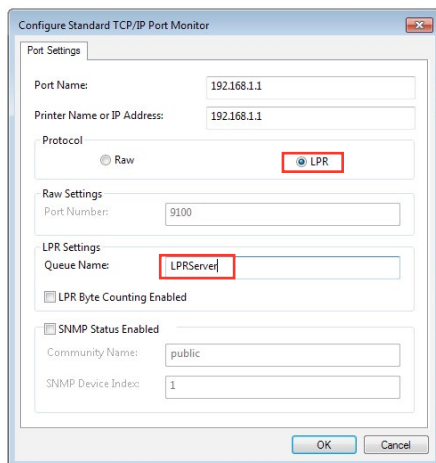 Configure Standard TCP/IP Port Monitor
Port Settings
Port Name: 192.168.1.1
Printer Name or IP Address: 192.168.1.1
Protocol
Raw LPR
Raw Settings
Port Number: 9100
LPR Settings
Queue Name: LPRServer
LPR Byte Counting Enabled
SNMP Status Enabled
Community Name: public
SNMP Device Index: 1
OK Cancel